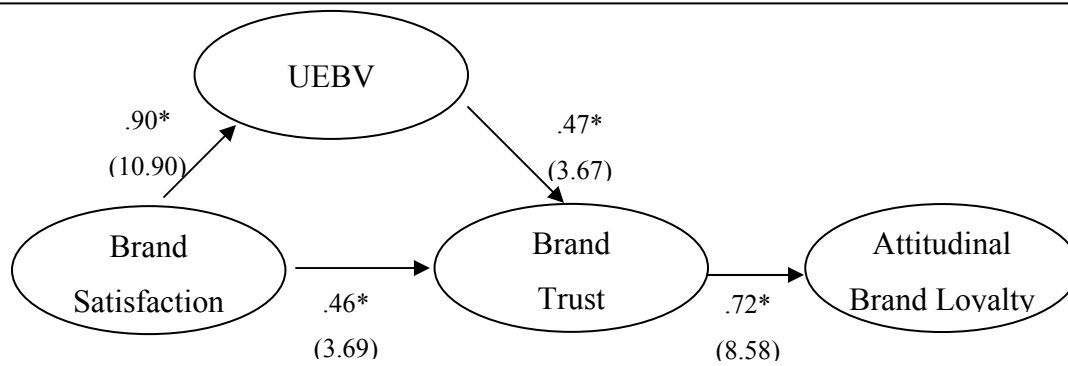 UEBV
.90*
(10.90)
.47*
(3.67)
Brand
Satisfaction
.46*
(3.69)
Brand
Trust
.72*
(8.58)
Attitudinal
Brand Loyalty